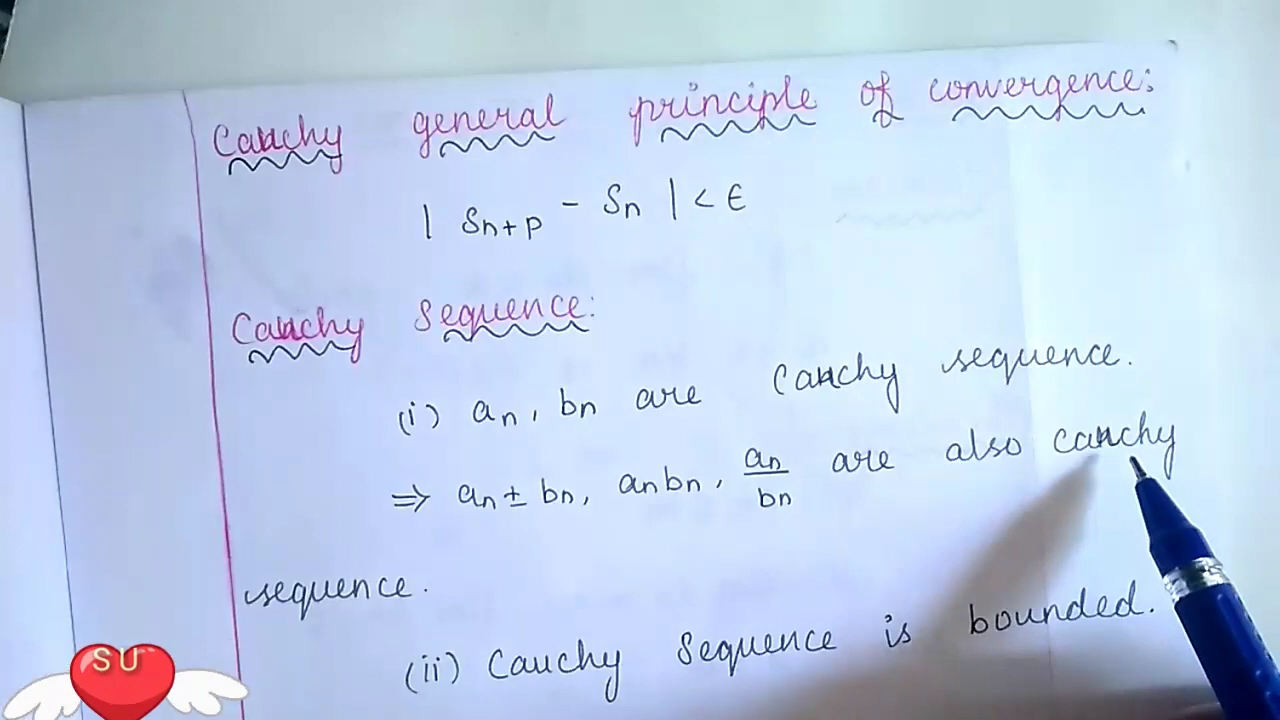 Cauchy general principle of convergence:
| Sn+p - Sn | < ϵ
Cauchy Sequence:
(i) an, bn are Cauchy sequence.
⇒ an ± bn, anbn, an/bn are also cauchy
sequence.
(ii) Cauchy Sequence is bounded.
SU